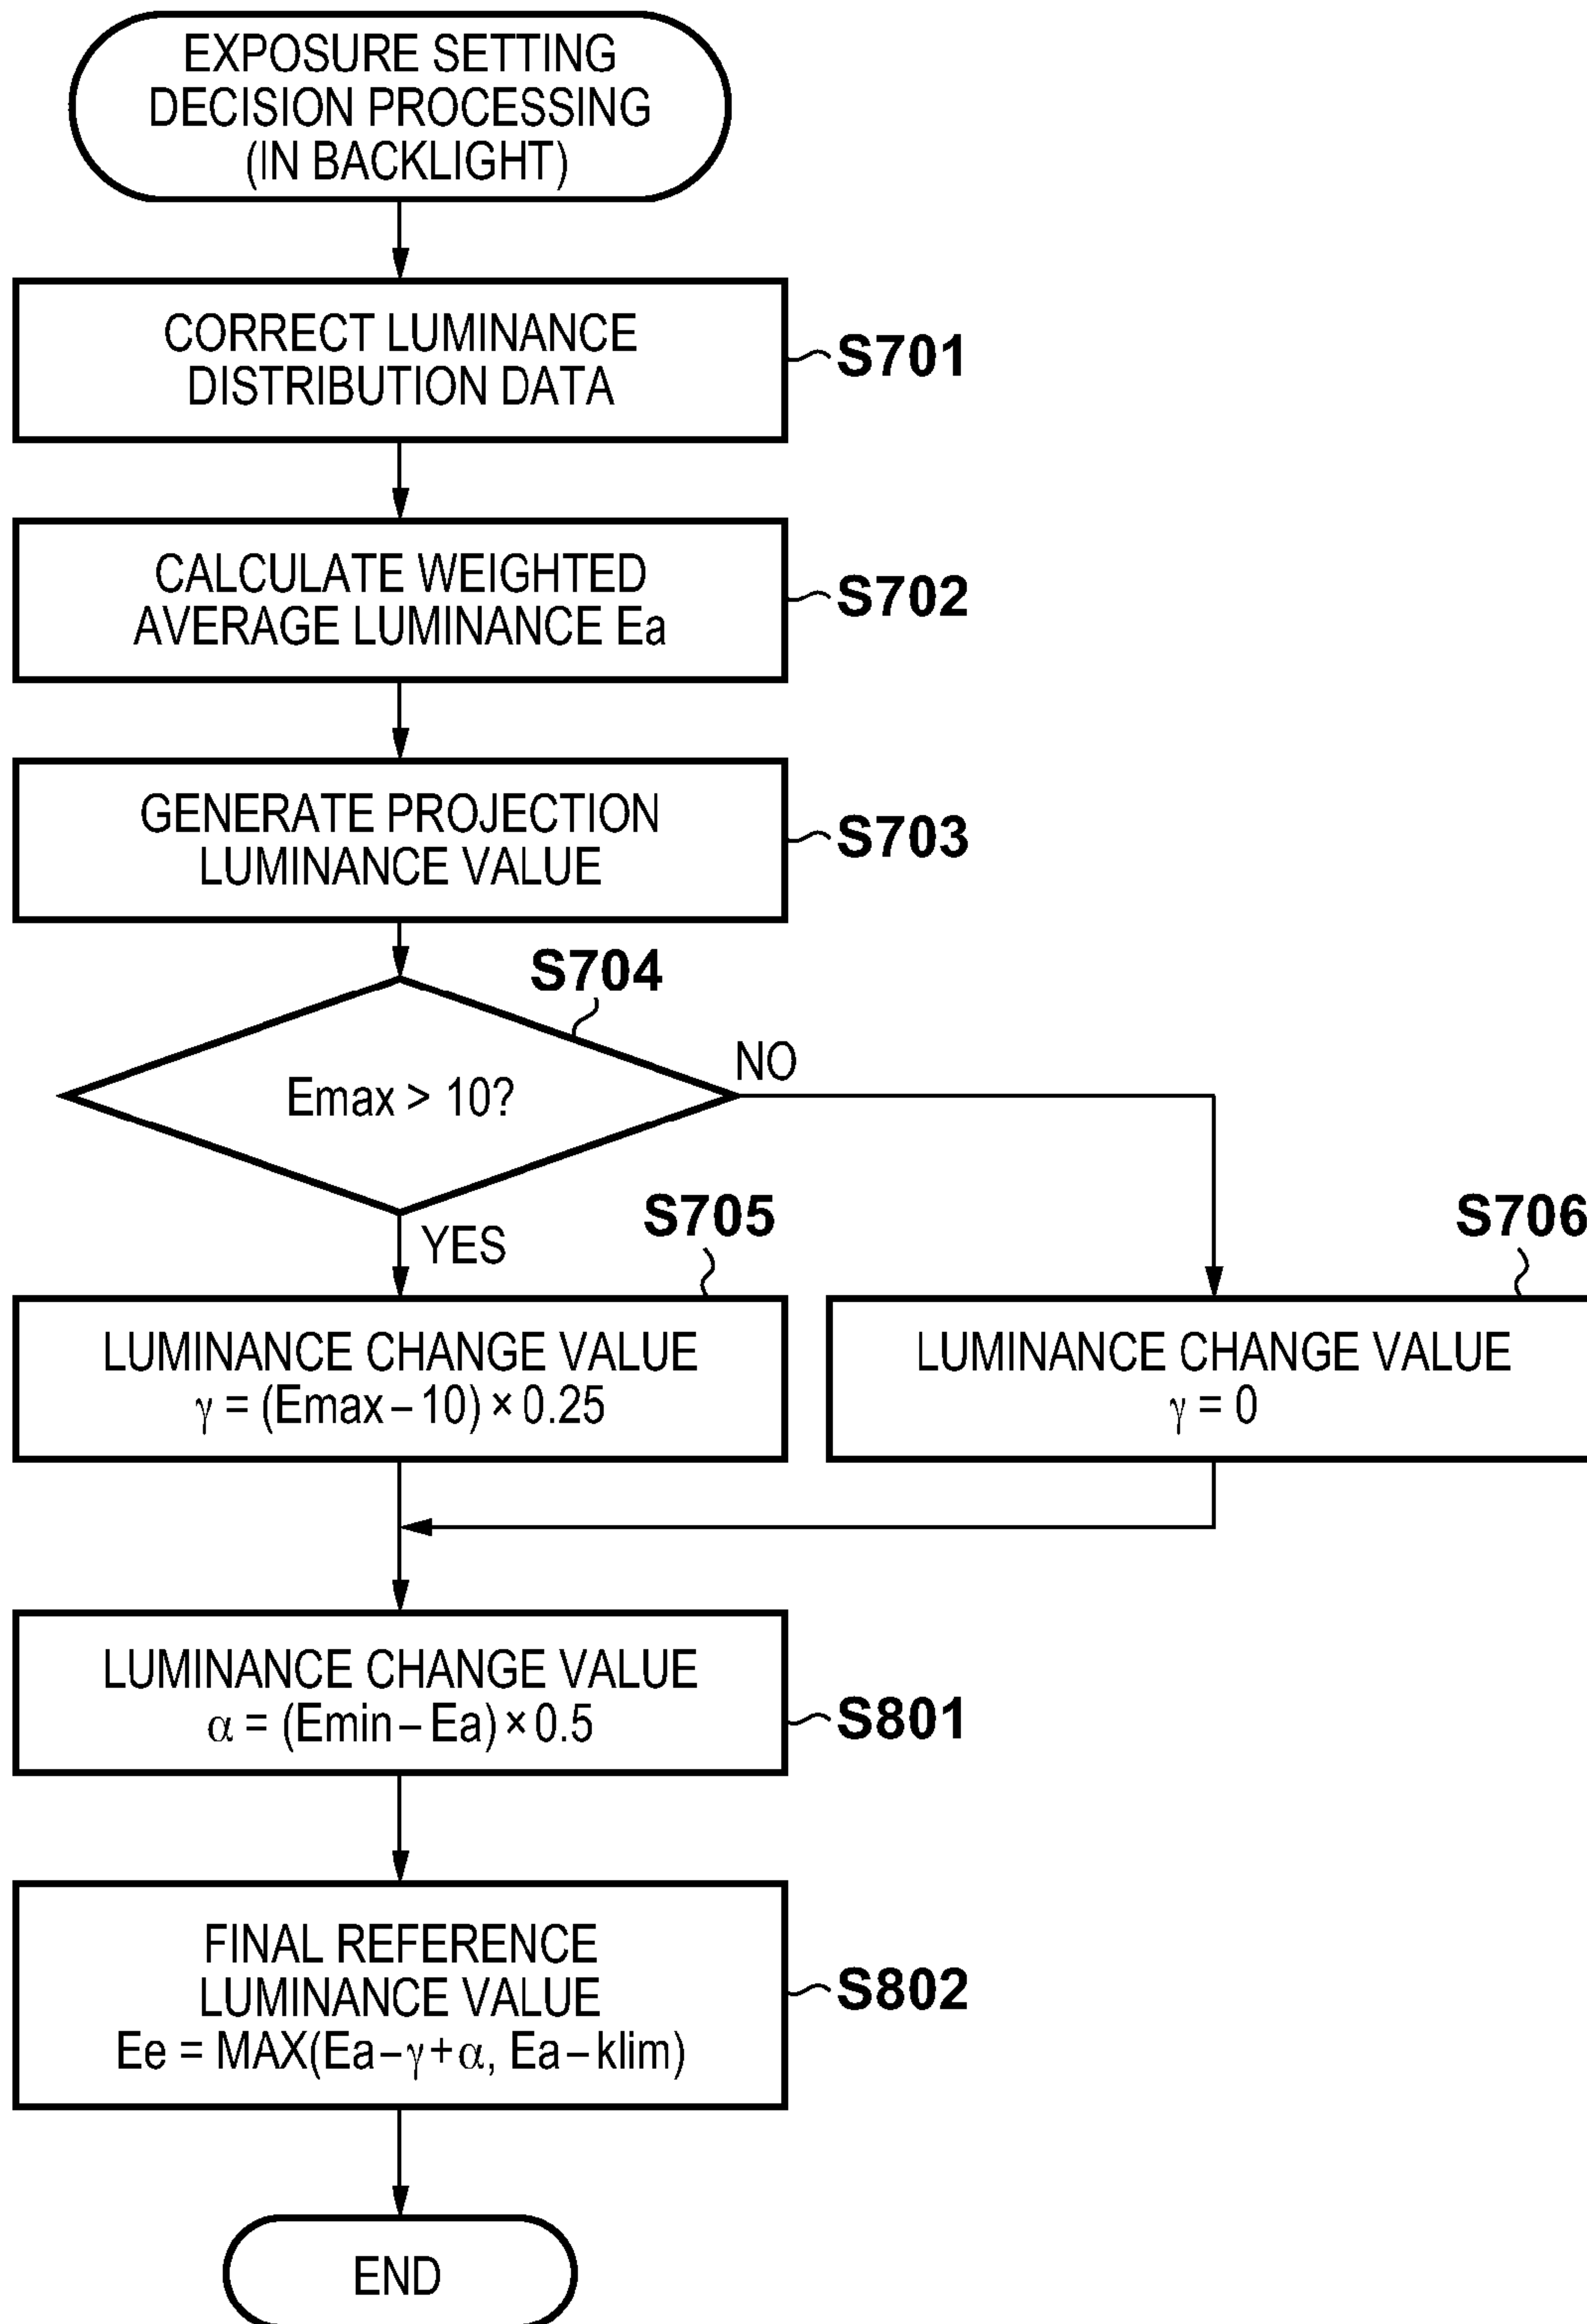 EXPOSURE SETTING
DECISION PROCESSING
(IN BACKLIGHT)
CORRECT LUMINANCE
DISTRIBUTION DATA
S701
CALCULATE WEIGHTED
AVERAGE LUMINANCE Ea
S702
GENERATE PROJECTION
LUMINANCE VALUE
S703
S704
Emax > 10?
NO
YES
S705
LUMINANCE CHANGE VALUE
γ = (Emax – 10) × 0.25
S706
LUMINANCE CHANGE VALUE
γ = 0
LUMINANCE CHANGE VALUE
α = (Emin – Ea) × 0.5
S801
FINAL REFERENCE
LUMINANCE VALUE
Ee = MAX(Ea – γ + α, Ea – klim)
S802
END